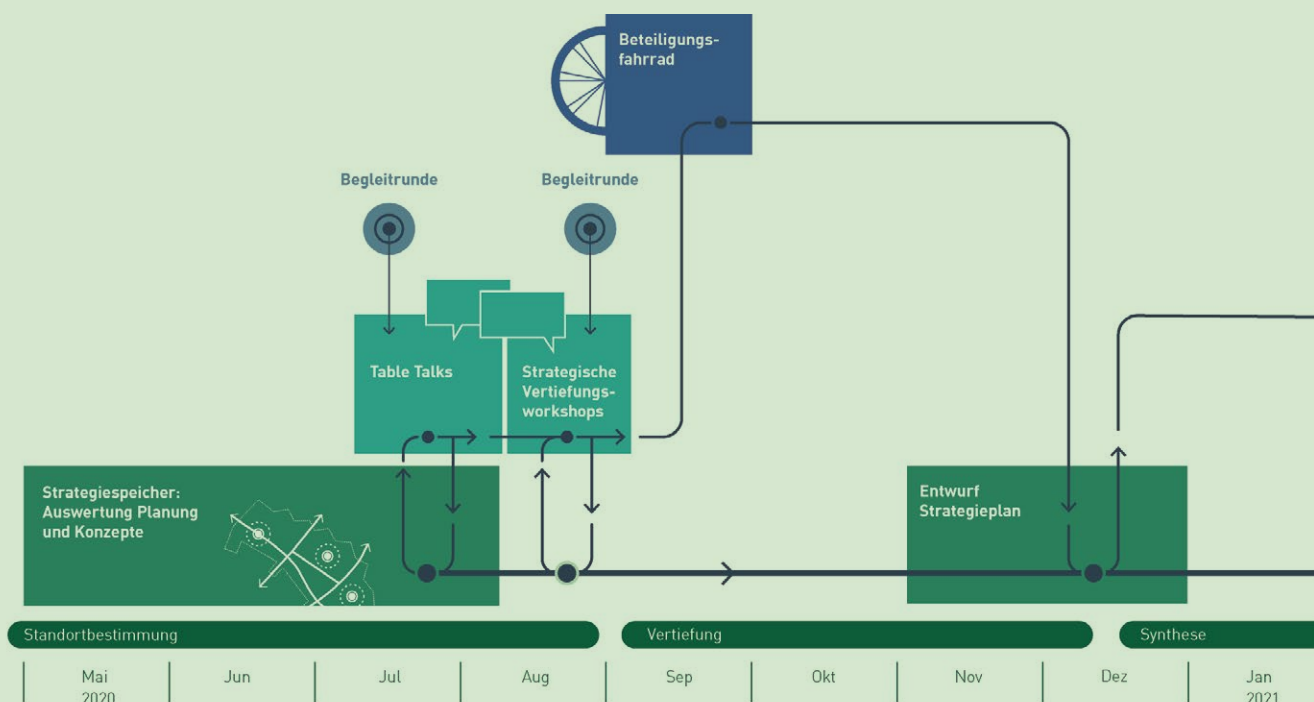 Beteiligungs-
fahrrad
Begleitrunde
Begleitrunde
Table Talks
Strategische
Vertiefungs-
workshops
Strategiespeicher:
Auswertung Planung
und Konzepte
Entwurf
Strategieplan
Standortbestimmung
Vertiefung
Synthese
Mai
2020
Jun
Jul
Aug
Sep
Okt
Nov
Dez
Jan
2021